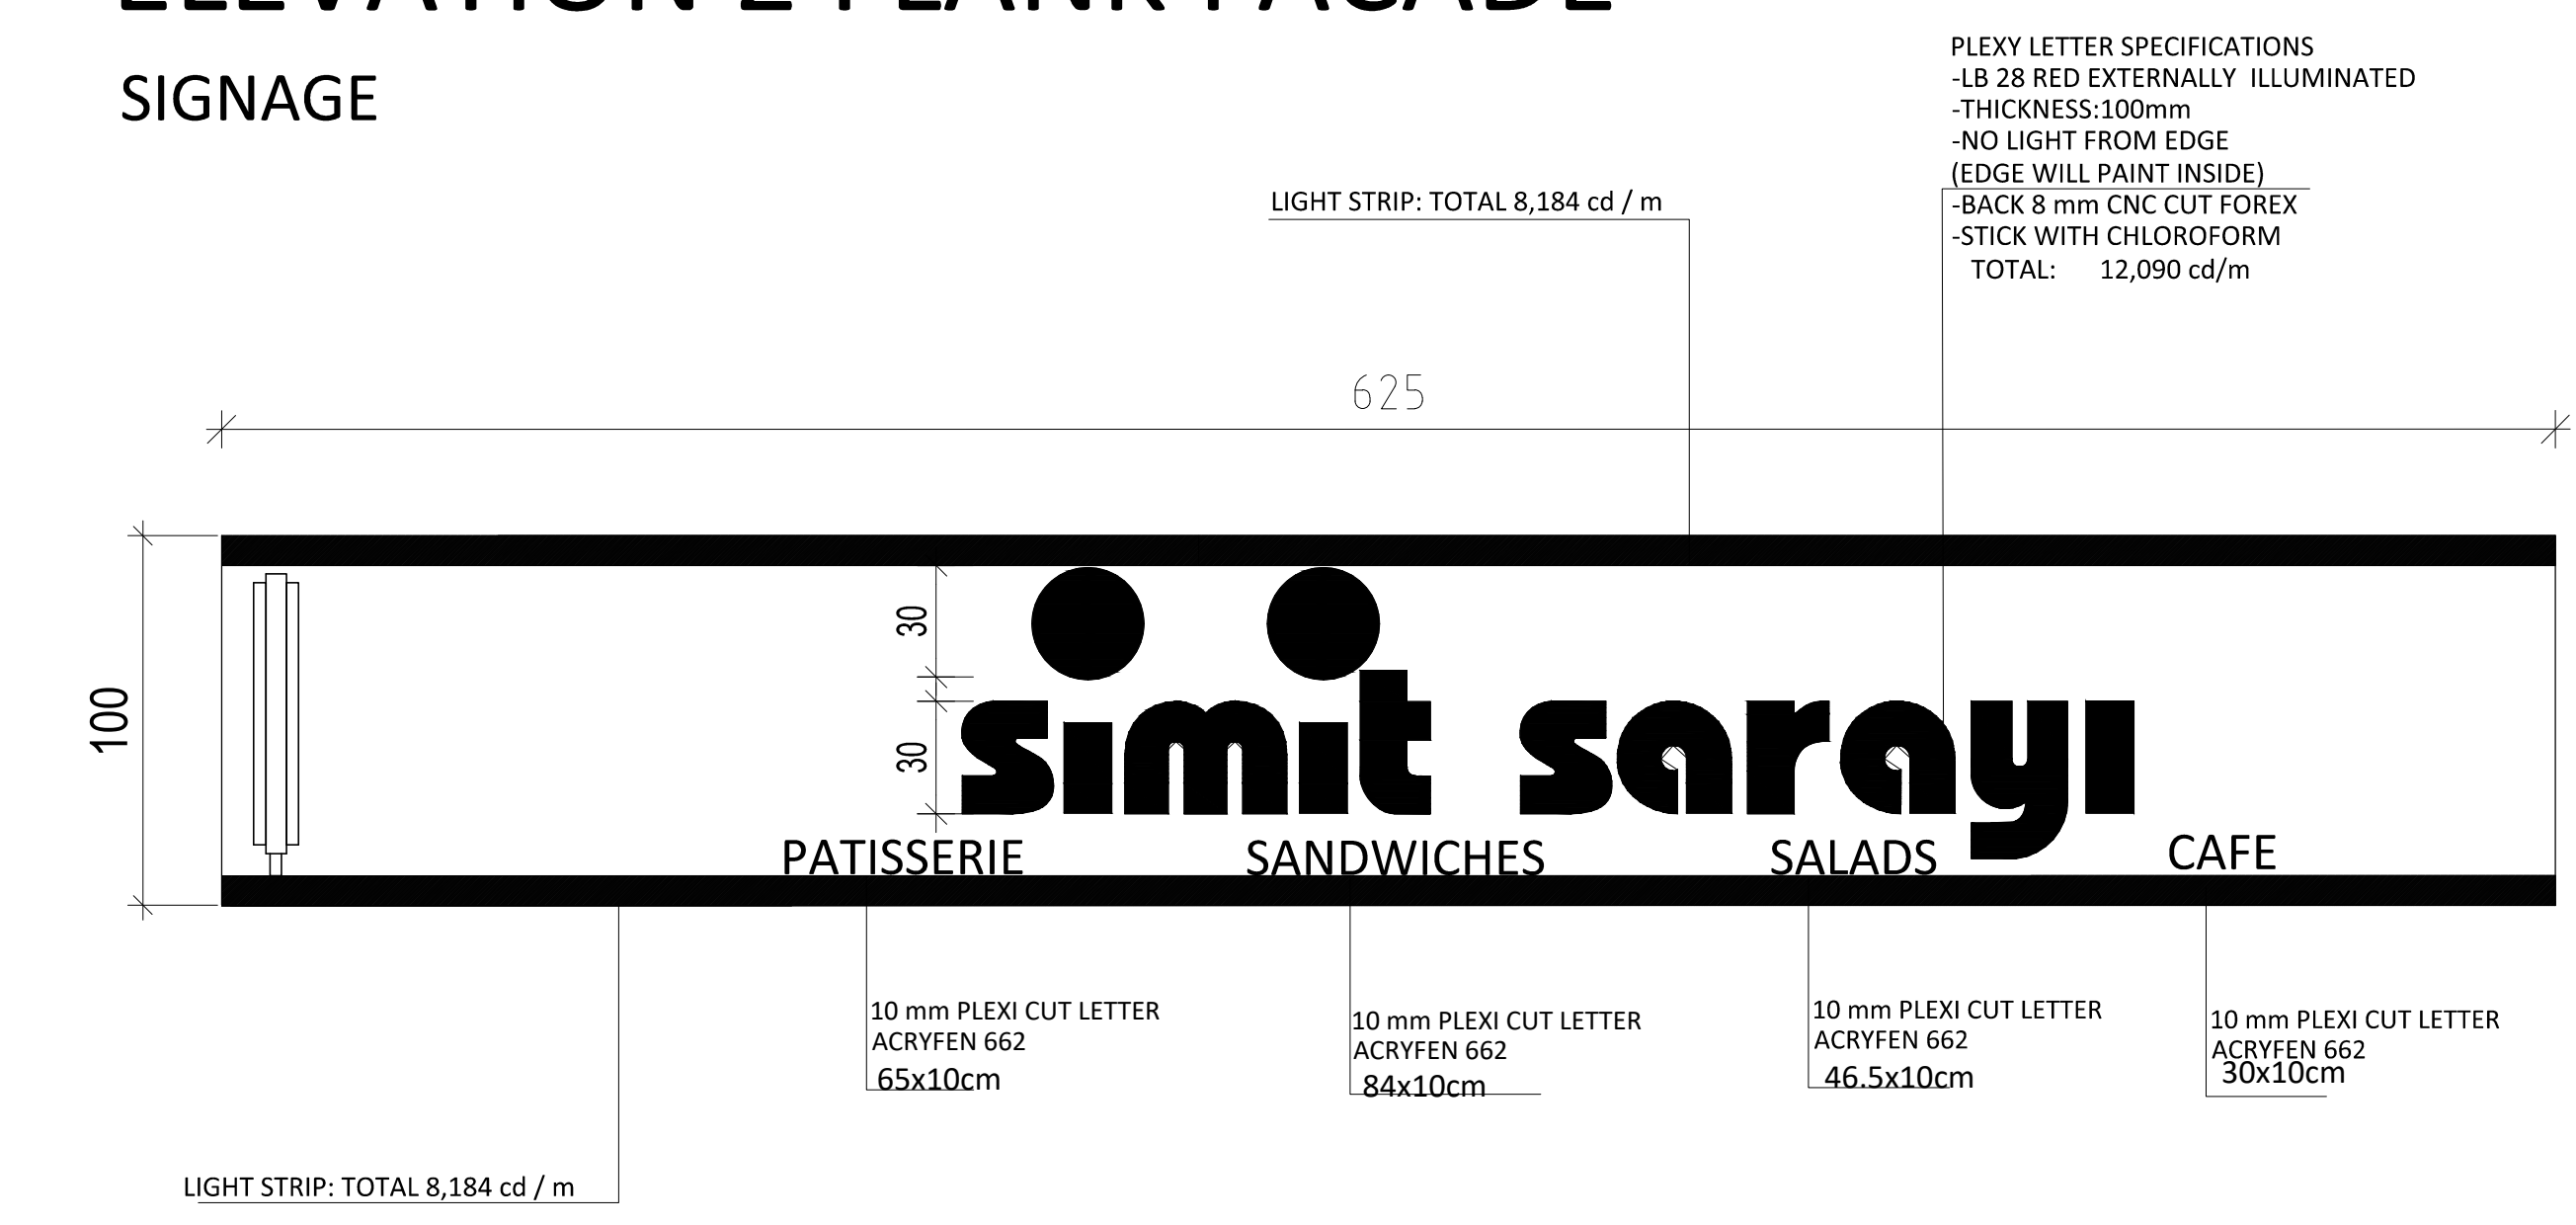 ELEVATION 2 PLANK FACADE
SIGNAGE
PLEXY LETTER SPECIFICATIONS
-LB 28 RED EXTERNALLY ILLUMINATED
-THICKNESS:100mm
-NO LIGHT FROM EDGE
(EDGE WILL PAINT INSIDE)
-BACK 8 mm CNC CUT FOREX
-STICK WITH CHLOROFORM
TOTAL: 12,090 cd/m
LIGHT STRIP: TOTAL 8,184 cd / m
625
100
30
30
simit sarayı
PATISSERIE SANDWICHES SALADS CAFE
10 mm PLEXI CUT LETTER
ACRYFEN 662
65x10cm
10 mm PLEXI CUT LETTER
ACRYFEN 662
84x10cm
10 mm PLEXI CUT LETTER
ACRYFEN 662
46.5x10cm
10 mm PLEXI CUT LETTER
ACRYFEN 662
30x10cm
LIGHT STRIP: TOTAL 8,184 cd / m